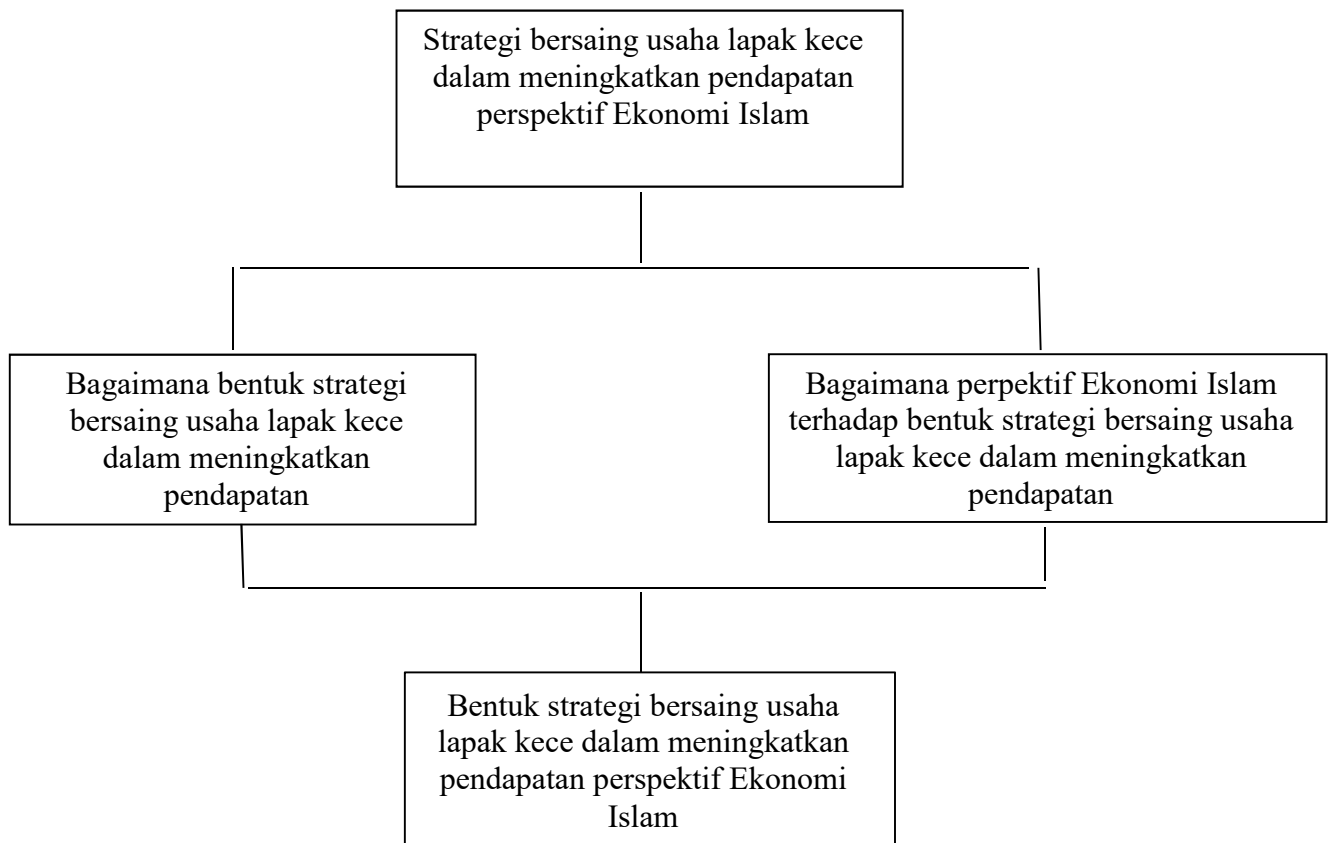 Strategi bersaing usaha lapak kece
dalam meningkatkan pendapatan
perspektif Ekonomi Islam
Bagaimana bentuk strategi
bersaing usaha lapak kece
dalam meningkatkan
pendapatan
Bagaimana perpektif Ekonomi Islam
terhadap bentuk strategi bersaing usaha
lapak kece dalam meningkatkan
pendapatan
Bentuk strategi bersaing usaha
lapak kece dalam meningkatkan
pendapatan perspektif Ekonomi
Islam